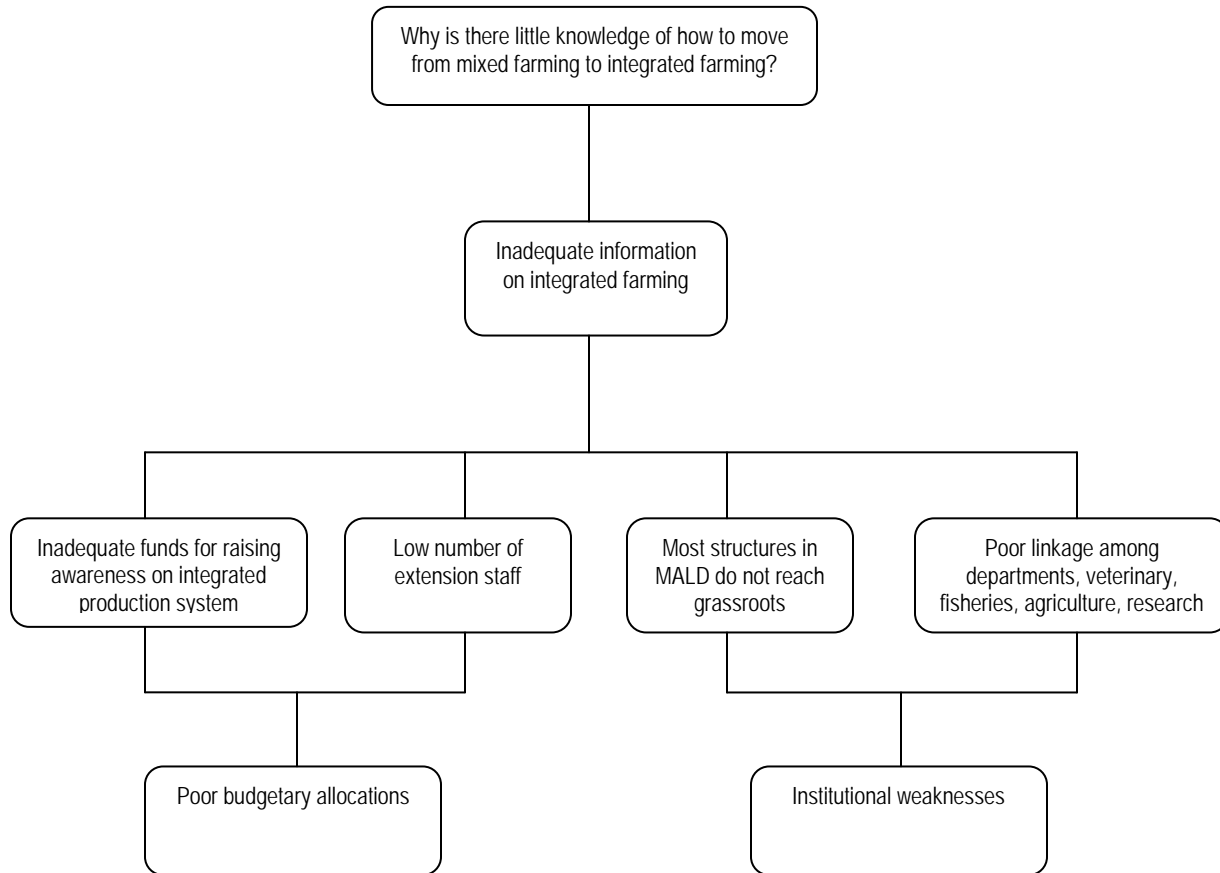 Why is there little knowledge of how to move
from mixed farming to integrated farming?
Inadequate information
on integrated farming
Inadequate funds for raising
awareness on integrated
production system
Low number of
extension staff
Most structures in
MALD do not reach
grassroots
Poor linkage among
departments, veterinary,
fisheries, agriculture, research
Poor budgetary allocations
Institutional weaknesses